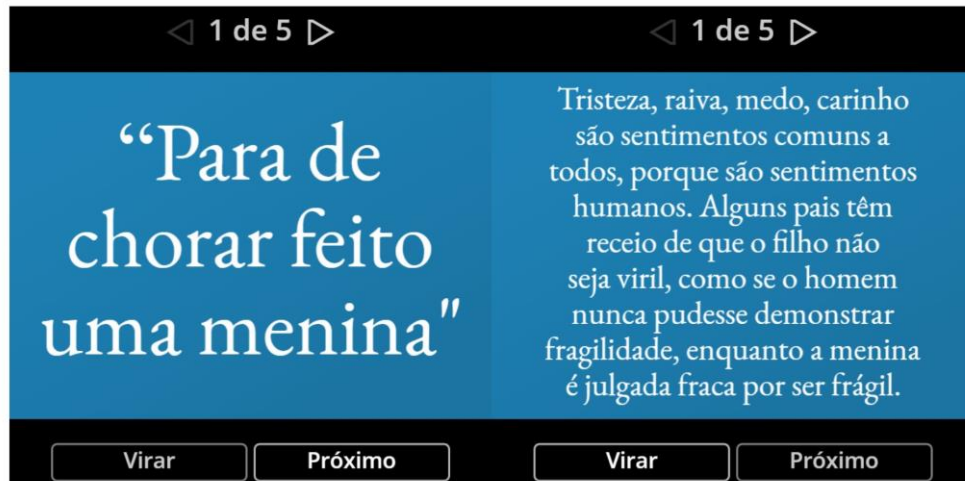 1 de 5
“Para de
chorar feito
uma menina"
Virar
Próximo
1 de 5
Tristeza, raiva, medo, carinho
são sentimentos comuns a
todos, porque são sentimentos
humanos. Alguns pais têm
receio de que o filho não
seja viril, como se o homem
nunca pudesse demonstrar
fragilidade, enquanto a menina
é julgada fraca por ser frágil.
Virar
Próximo